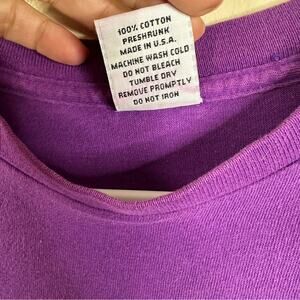 100% COTTON
PRESHRUNK
MADE IN U.S.A.
MACHINE WASH COLD
DO NOT BLEACH
TUMBLE DRY
REMOVE PROMPTLY
DO NOT IRON